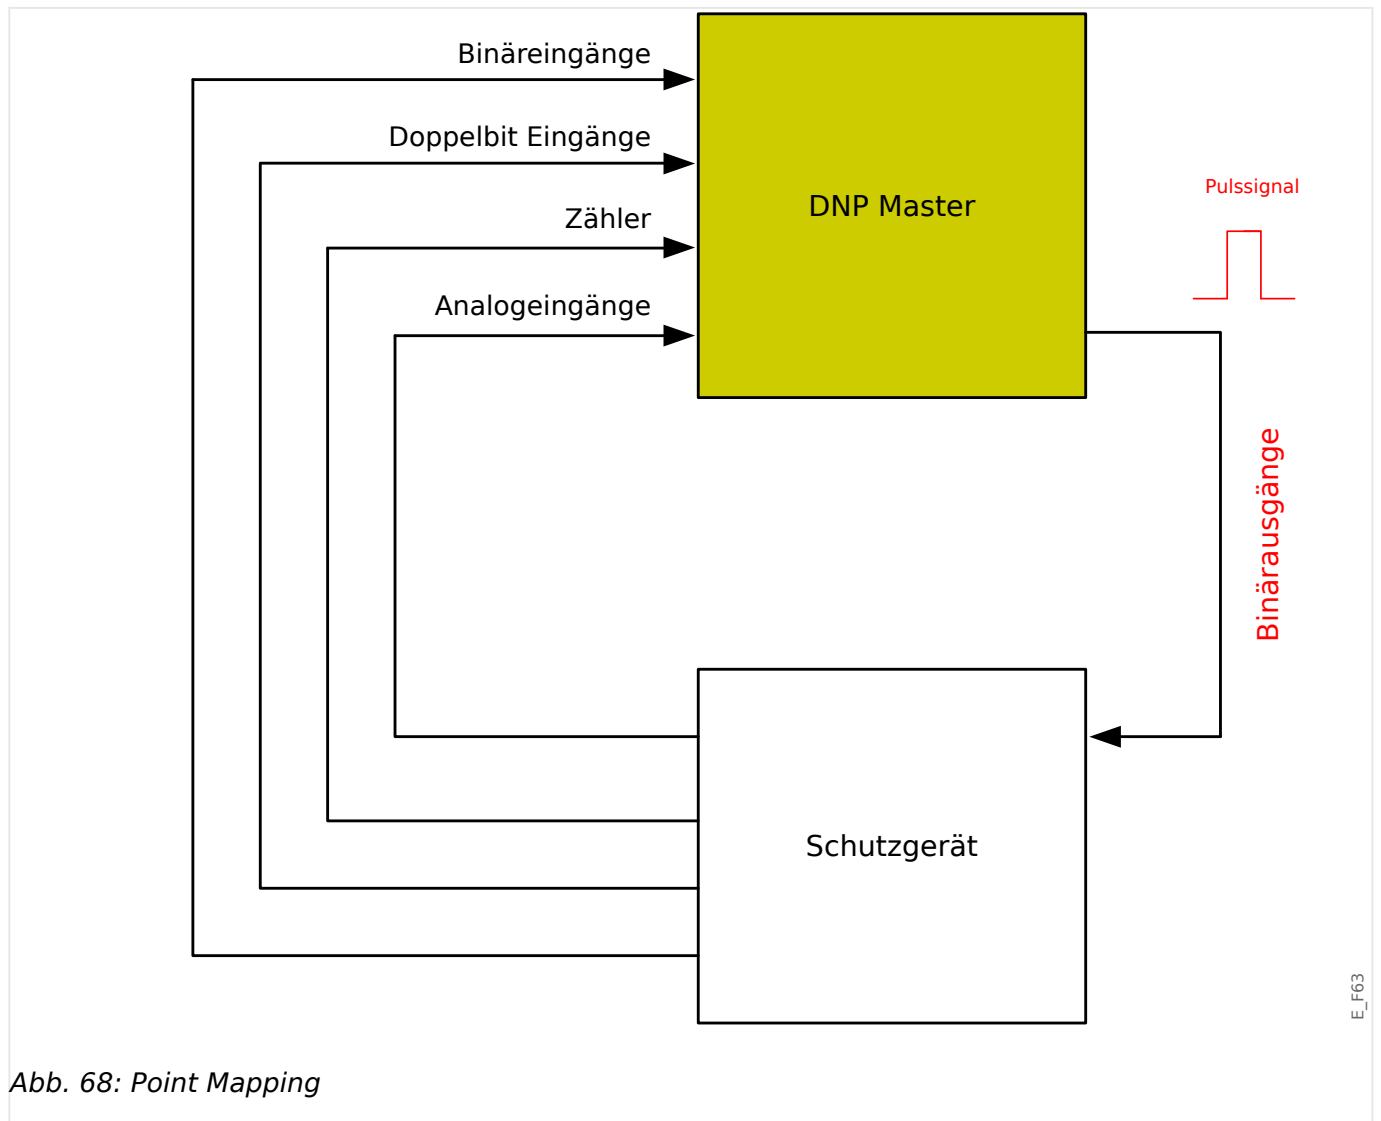 Binäreingänge
Doppelbit Eingänge
Zähler
Analogeingänge
DNP Master
Pulssignal
Binärausgänge
Schutzgerät
E_F63
Abb. 68: Point Mapping